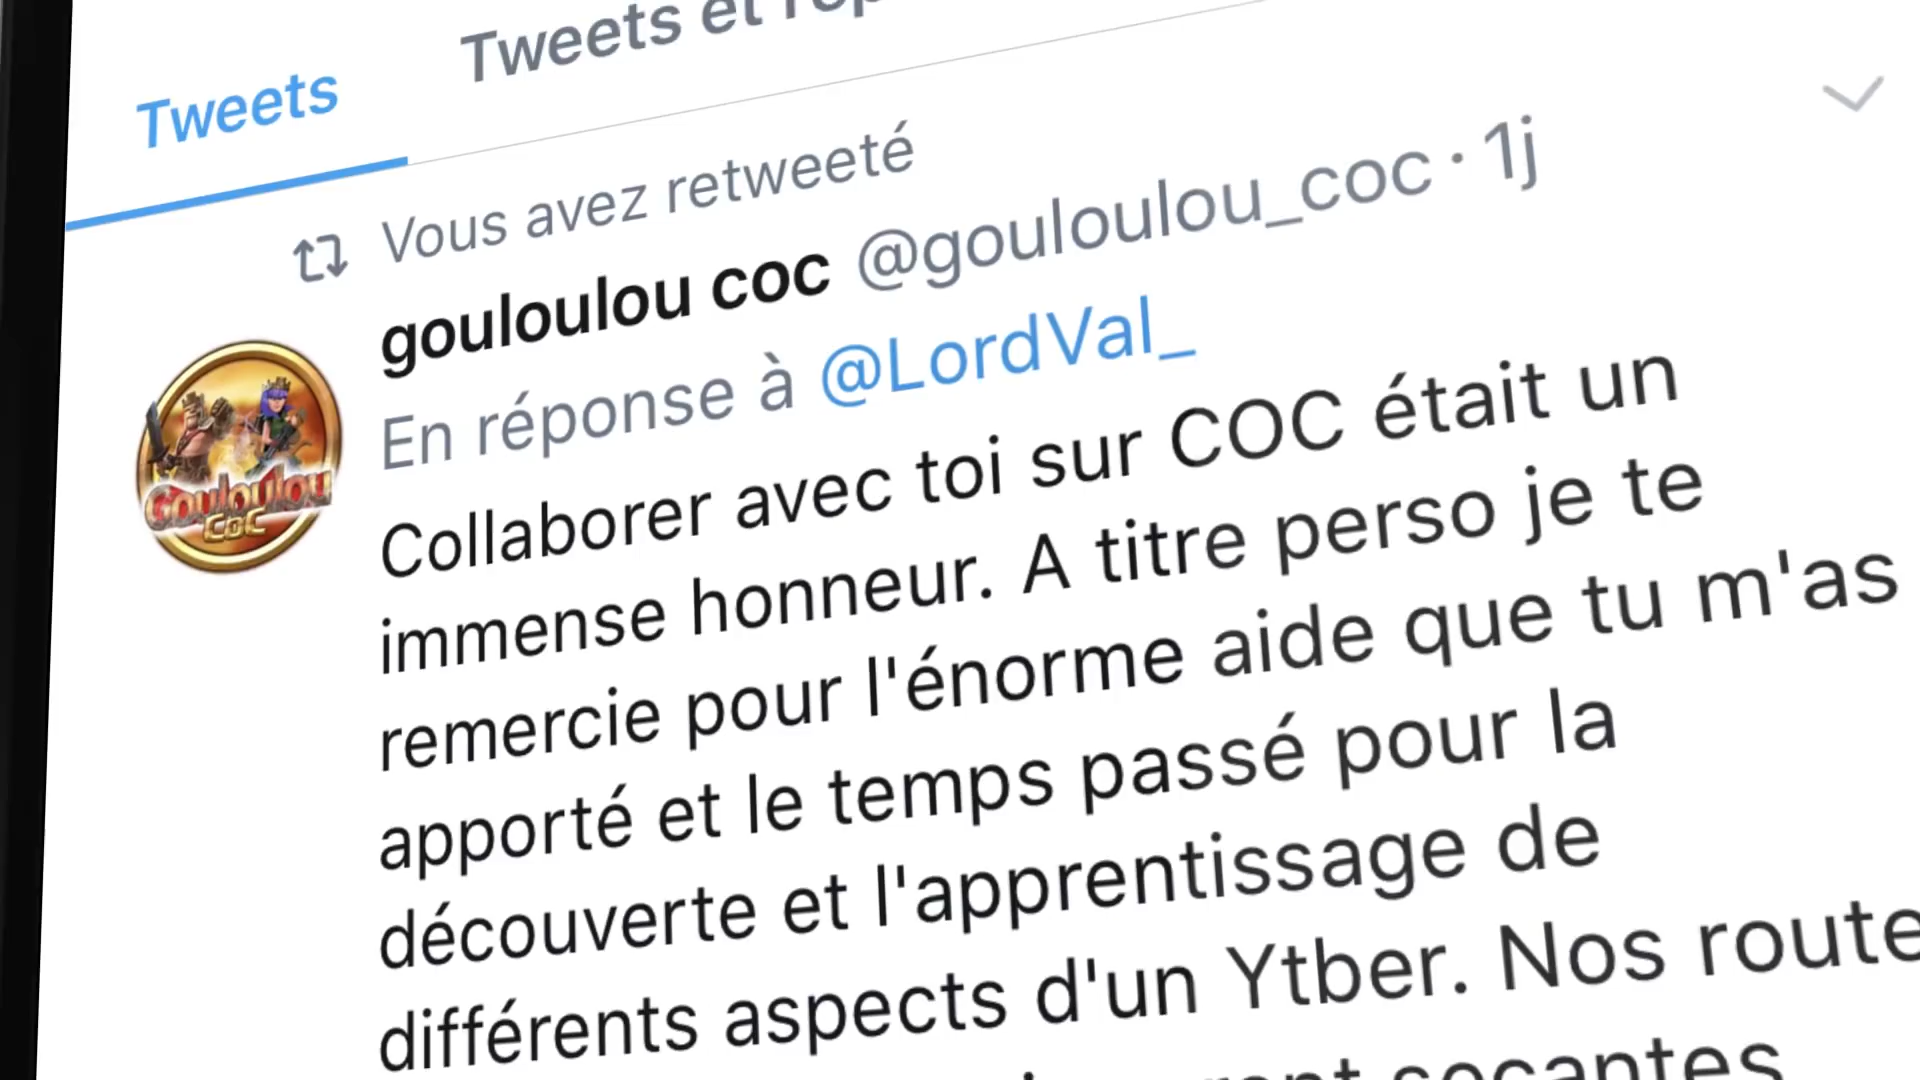 Tweets
Tweets et
Vous avez retweeté
gouloulou coc @gouloulou_coc · 1j
En réponse à @LordVal_
Gouloulou
CoC
Collaborer avec toi sur COC était un
immense honneur. A titre perso je te
remercie pour l'énorme aide que tu m'as
apporté et le temps passé pour la
découverte et l'apprentissage de
différents aspects d'un Ytber. Nos route